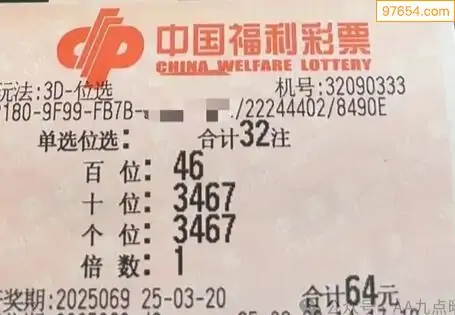 97654.com
中国福利彩票
CHINA WELFARE LOTTERY
玩法:3D-位选 机号:32090333
180-9F99-FB7B- ./22244402/8490E
单选位选: 合计32注
百 位: 46
十 位: 3467
个 位: 3467
倍 数: 1
合计64元
奖期:2025069 25-03-20